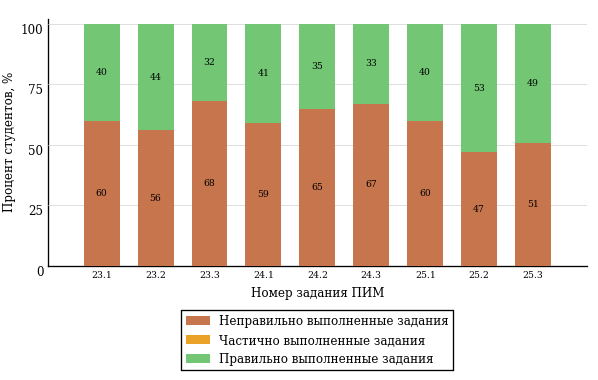 Процент студентов, %
100
75
50
25
0
40 44 32 41 35 33 40 53 49
60 56 68 59 65 67 60 47 51
23.1 23.2 23.3 24.1 24.2 24.3 25.1 25.2 25.3
Номер задания ПИМ
Неправильно выполненные задания
Частично выполненные задания
Правильно выполненные задания